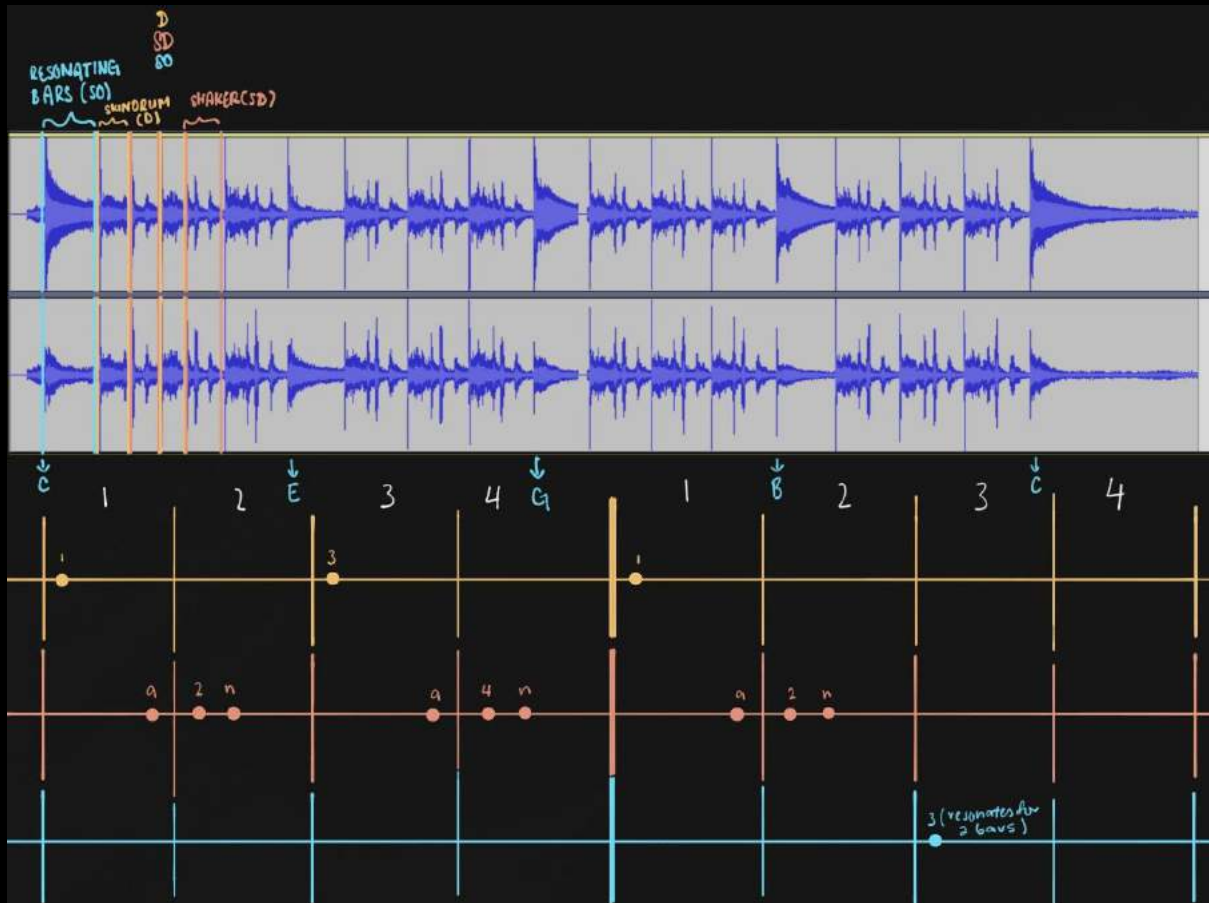 D
SD
SO
RESONATING
BARS (SO)
SKINDRUM
(D)
SHAKER (SD)
C 1 2 E 3 4 G 1 B 2 3 C 4
1 3 1
a 2 n a 4 n a 2 n
3 (resonates for
2 bars)